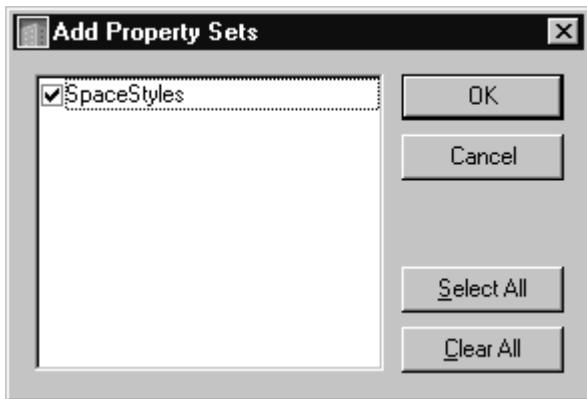 Add Property Sets
SpaceStyles
OK
Cancel
Select All
Clear All